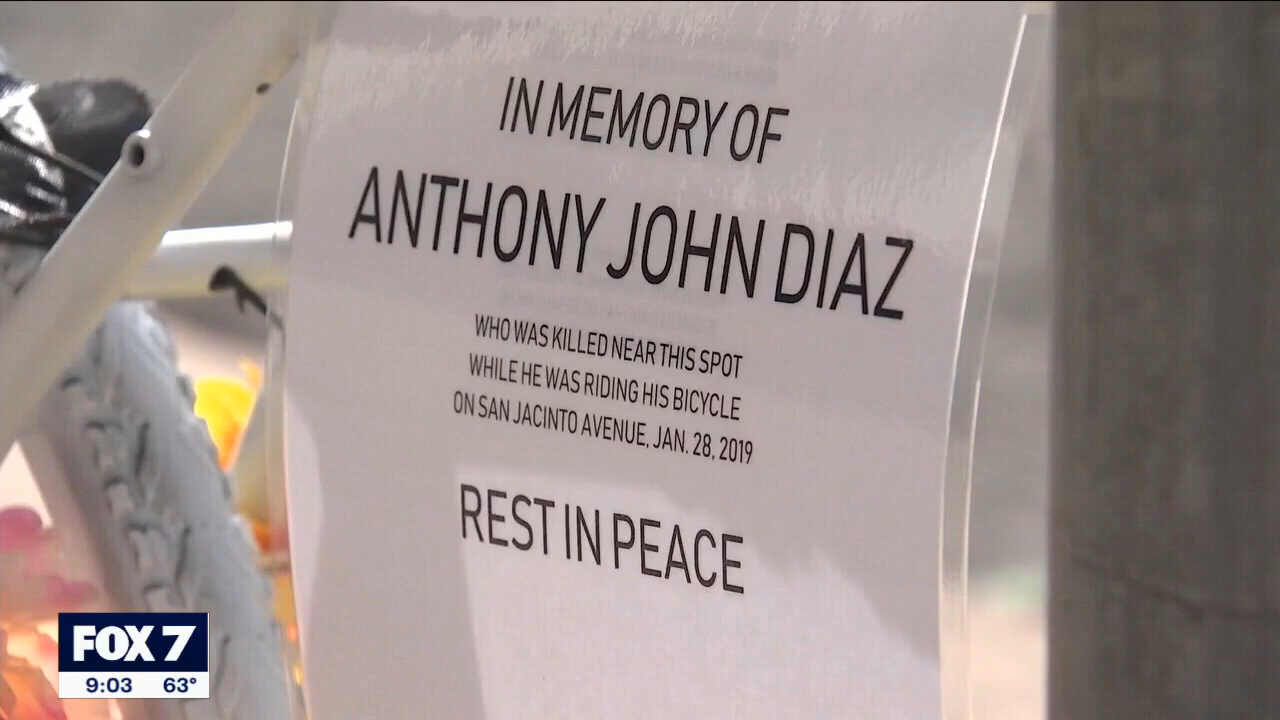 IN MEMORY OF
ANTHONY JOHN DIAZ
WHO WAS KILLED NEAR THIS SPOT
WHILE HE WAS RIDING HIS BICYCLE
ON SAN JACINTO AVENUE, JAN. 28, 2019
REST IN PEACE
FOX 7
9:03 63°